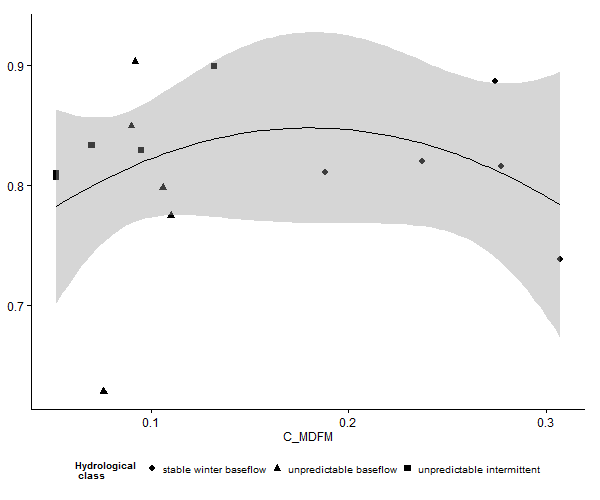 0.9
0.8
0.7
0.1 0.2 0.3
C_MDFM
Hydrological
class
stable winter baseflow unpredictable baseflow unpredictable intermittent